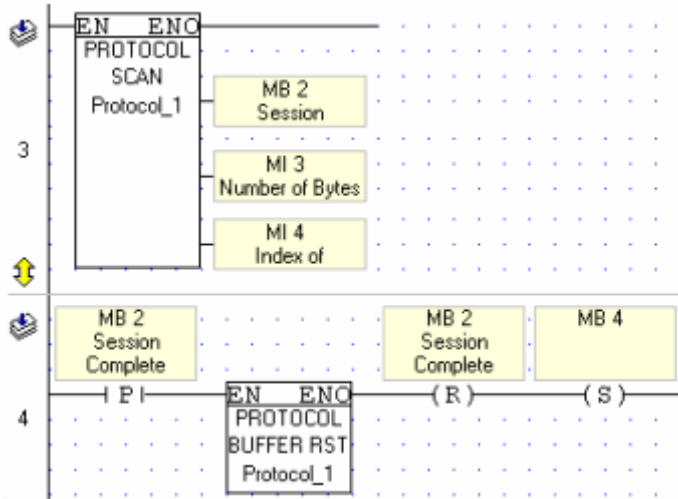 EN ENO
PROTOCOL
SCAN
Protocol_1
MB 2
Session
MI 3
Number of Bytes
MI 4
Index of
3
MB 2
Session
Complete
MB 2
Session
Complete
MB 4
P
EN ENO
(R)
(S)
PROTOCOL
BUFFER RST
Protocol_1
4